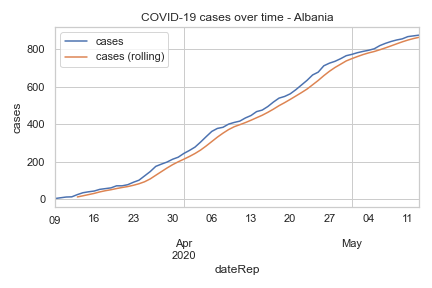 COVID-19 cases over time - Albania
cases
cases (rolling)
800
600
400
200
0
cases
09 16 23 30 06 13 20 27 04 11
Apr May
2020
dateRep